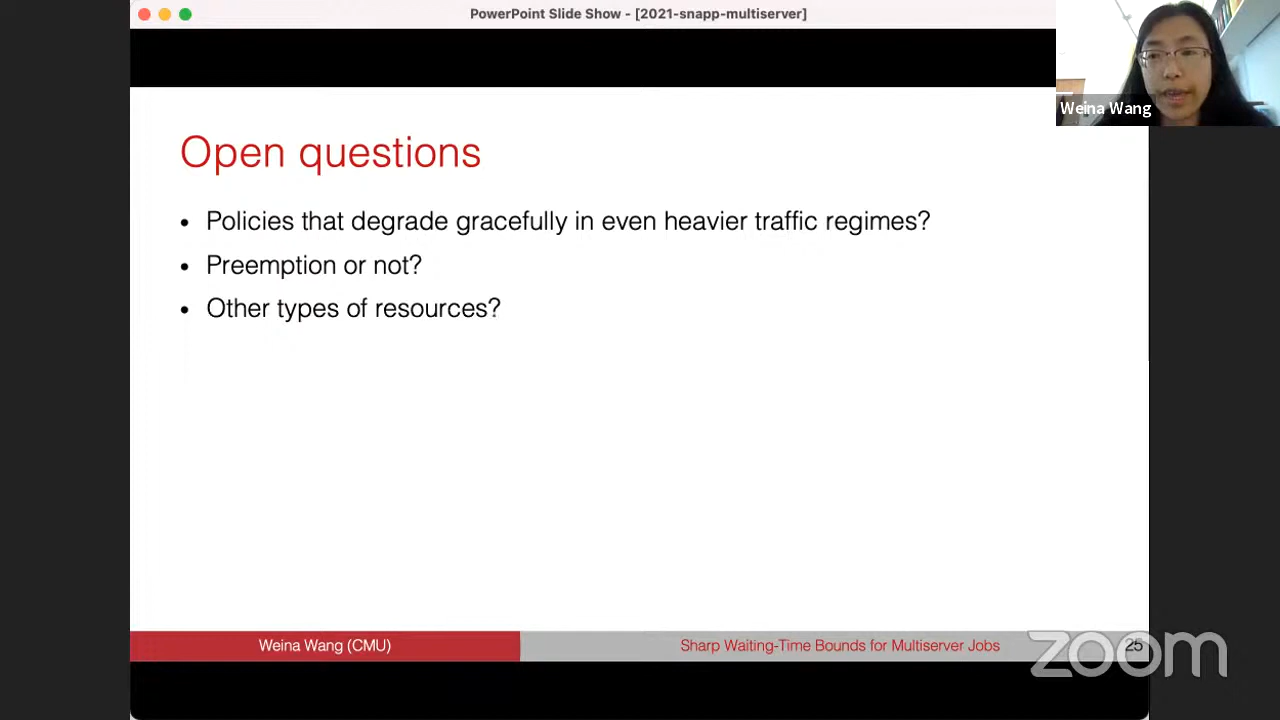 PowerPoint Slide Show - [2021-snapp-multiserver]
Weina Wang
Open questions
• Policies that degrade gracefully in even heavier traffic regimes?
• Preemption or not?
• Other types of resources?
Weina Wang (CMU)
Sharp Waiting-Time Bounds for Multiserver Jobs
25
zoom